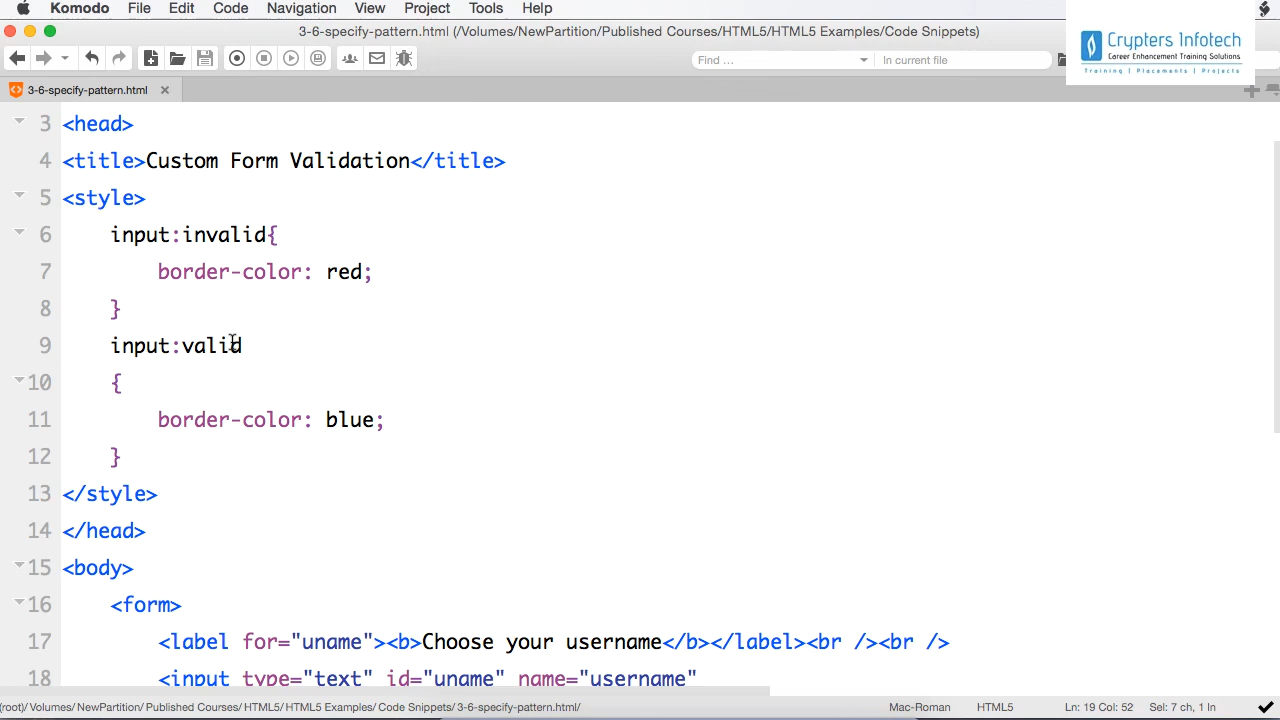 Komodo File Edit Code Navigation View Project Tools Help
3-6-specify-pattern.html (/Volumes/NewPartition/Published Courses/HTML5/HTML5 Examples/Code Snippets)
Crypters Infotech
Career Enhancement Training Solutions
Training | Placements | Projects
Find ... In current file
3-6-specify-pattern.html
3 <head>
4 <title>Custom Form Validation</title>
5 <style>
6 input:invalid{
7 border-color: red;
8 }
9 input:valid
10 {
11 border-color: blue;
12 }
13 </style>
14 </head>
15 <body>
16 <form>
17 <label for="uname"><b>Choose your username</b></label><br /><br />
18 <input type="text" id="uname" name="username"
(root)/Volumes/NewPartition/Published Courses/HTML5/HTML5 Examples/Code Snippets/3-6-specify-pattern.html/ Mac-Roman HTML5 Ln: 19 Col: 52 Sel: 7 ch, 1 ln